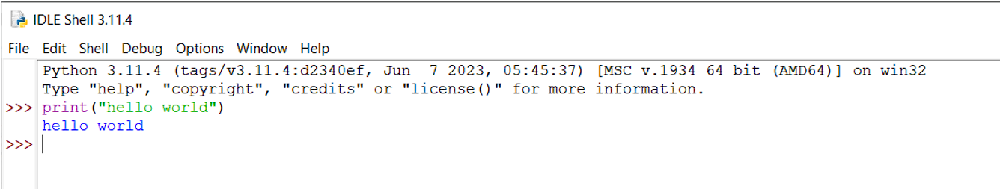 IDLE Shell 3.11.4
File Edit Shell Debug Options Window Help
Python 3.11.4 (tags/v3.11.4:d2340ef, Jun  7 2023, 05:45:37) [MSC v.1934 64 bit (AMD64)] on win32
Type "help", "copyright", "credits" or "license()" for more information.
>>> print("hello world")
hello world
>>>